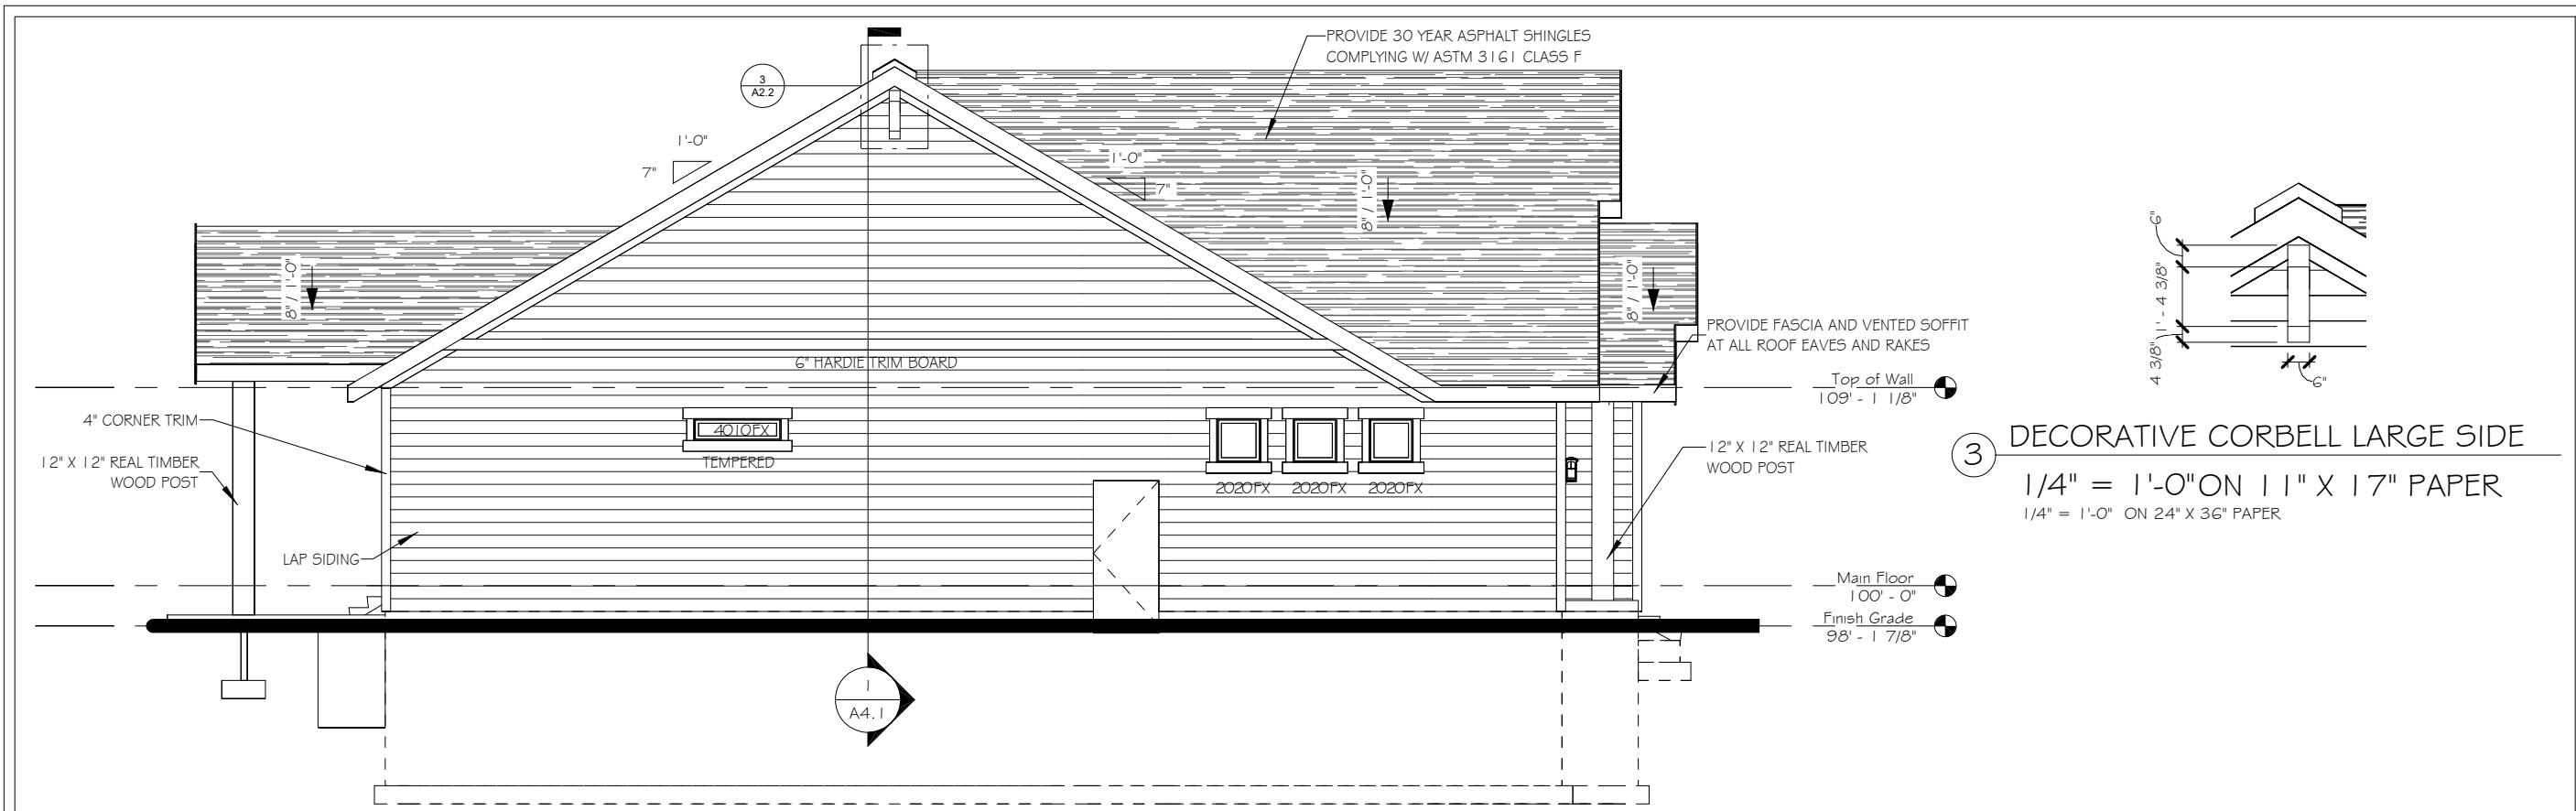 PROVIDE 30 YEAR ASPHALT SHINGLES
COMPLYING W/ ASTM 3161 CLASS F
3
A2.2
1'-0"
7"
1'-0"
7"
8" / 1'-0"
8" / 1'-0"
8" / 1'-0"
PROVIDE FASCIA AND VENTED SOFFIT
AT ALL ROOF EAVES AND RAKES
6" HARDIE TRIM BOARD
Top of Wall
109' - 1 1/8"
4" CORNER TRIM
4010FX
TEMPERED
12" X 12" REAL TIMBER
WOOD POST
12" X 12" REAL TIMBER
WOOD POST
2020FX
2020FX
2020FX
LAP SIDING
Main Floor
100' - 0"
Finish Grade
98' - 1 7/8"
1
A4.1
6"
1' - 4 3/8"
4 3/8"
6"
3
DECORATIVE CORBELL LARGE SIDE
1/4" = 1'-0"ON 11" X 17" PAPER
1/4" = 1'-0" ON 24" X 36" PAPER